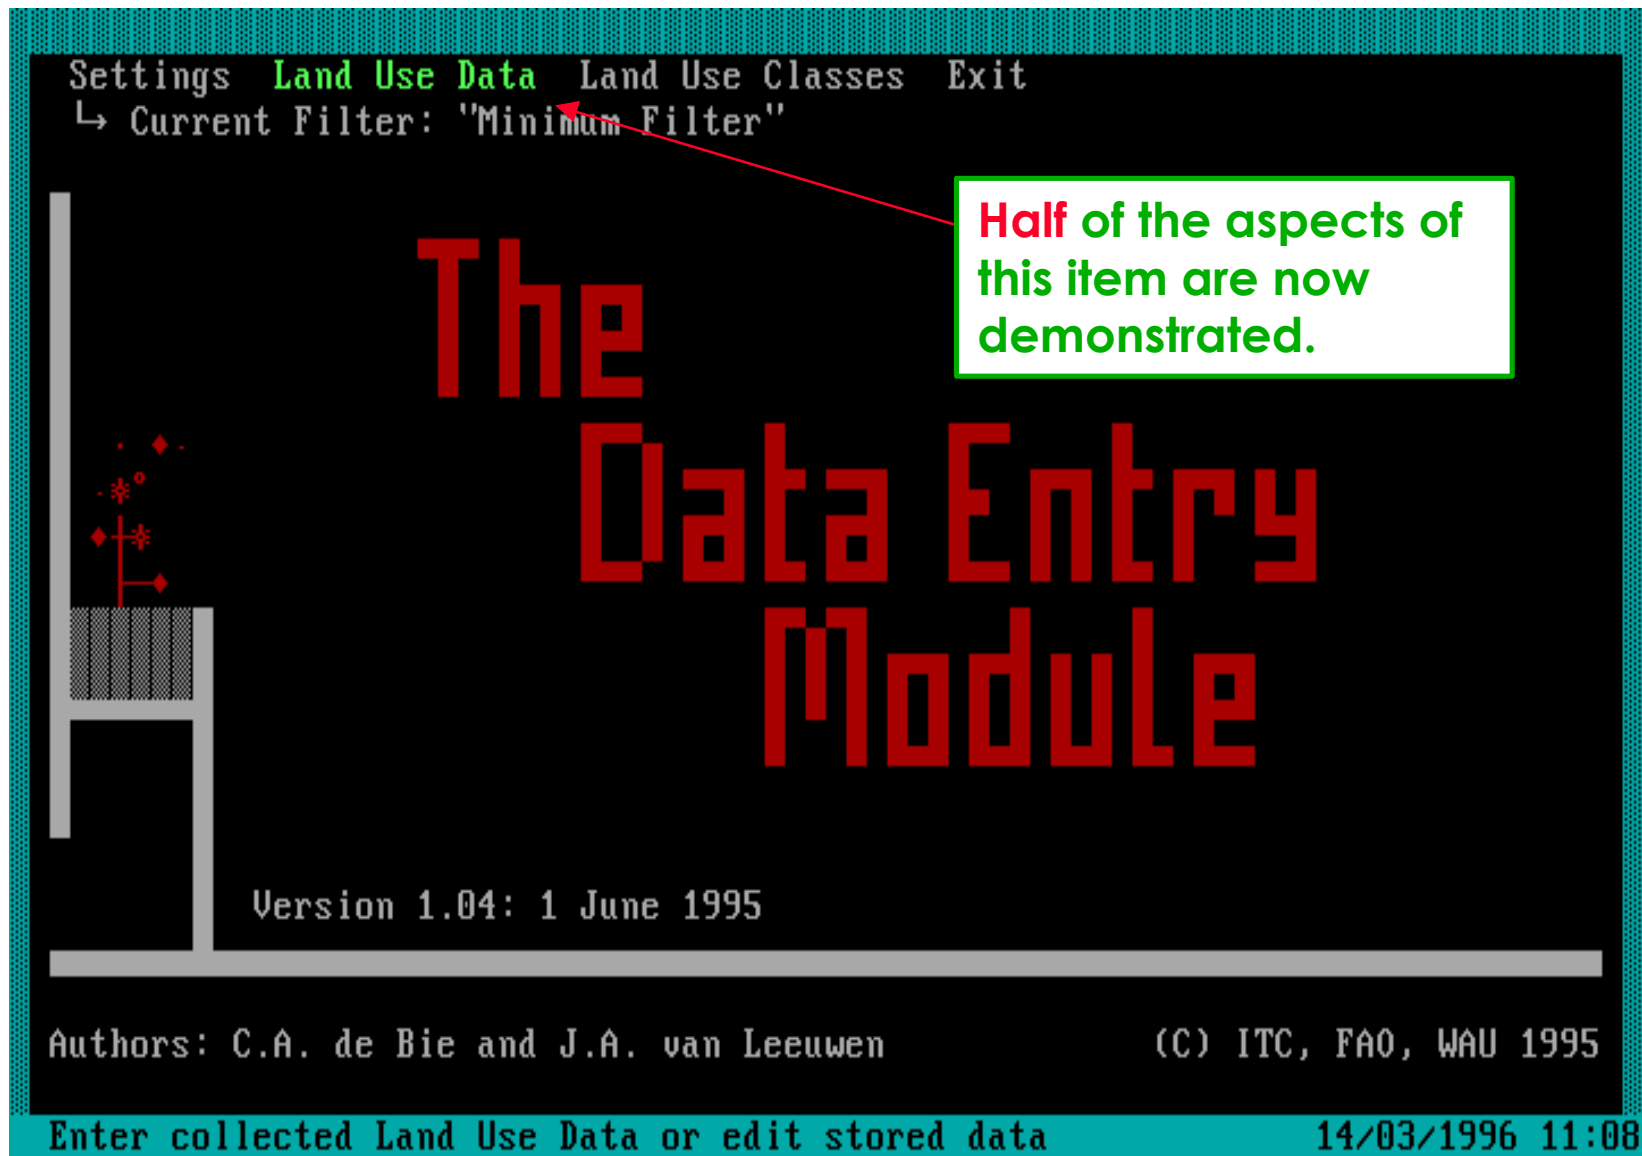 Settings Land Use Data Land Use Classes Exit
↳ Current Filter: "Minimum Filter"
Half of the aspects of
this item are now
demonstrated.
The
Data Entry
Module
Version 1.04: 1 June 1995
Authors: C.A. de Bie and J.A. van Leeuwen (C) ITC, FAO, WAU 1995
Enter collected Land Use Data or edit stored data 14/03/1996 11:08